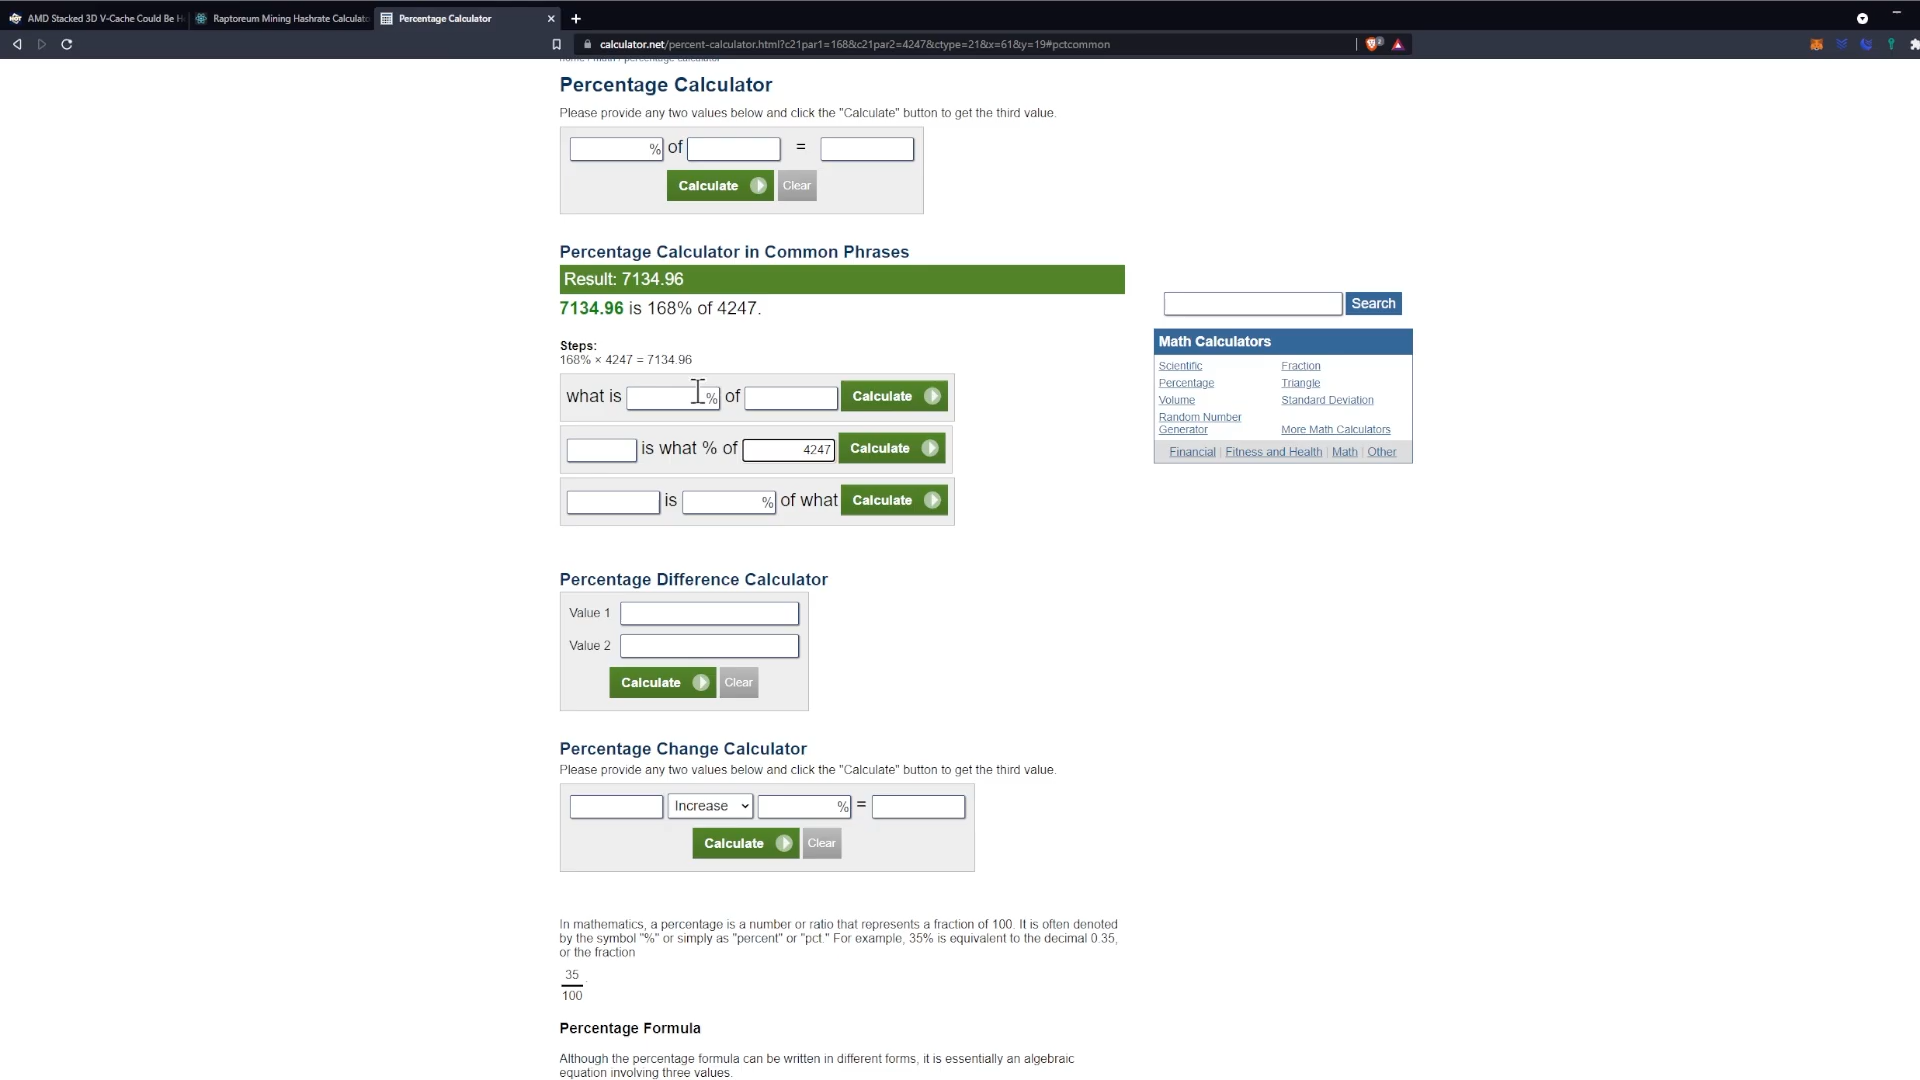 AMD Stacked 3D V-Cache Could Be H
Raptoreum Mining Hashrate Calculat
Percentage Calculator
calculator.net/percent-calculator.html?c21par1=168&c21par2=4247&ctype=21&x=61&y=19#pctcommon
home / math / percentage calculator
Percentage Calculator
Please provide any two values below and click the "Calculate" button to get the third value.
% of =
Calculate Clear
Percentage Calculator in Common Phrases
Result: 7134.96
7134.96 is 168% of 4247.
Steps:
168% × 4247 = 7134.96
what is % of Calculate
is what % of 4247 Calculate
is % of what Calculate
Search
Math Calculators
Scientific Fraction
Percentage Triangle
Volume Standard Deviation
Random Number
Generator More Math Calculators
Financial | Fitness and Health | Math | Other
Percentage Difference Calculator
Value 1
Value 2
Calculate Clear
Percentage Change Calculator
Please provide any two values below and click the "Calculate" button to get the third value.
Increase % =
Calculate Clear
In mathematics, a percentage is a number or ratio that represents a fraction of 100. It is often denoted
by the symbol "%" or simply as "percent" or "pct." For example, 35% is equivalent to the decimal 0.35,
or the fraction
35
100
Percentage Formula
Although the percentage formula can be written in different forms, it is essentially an algebraic
equation involving three values.